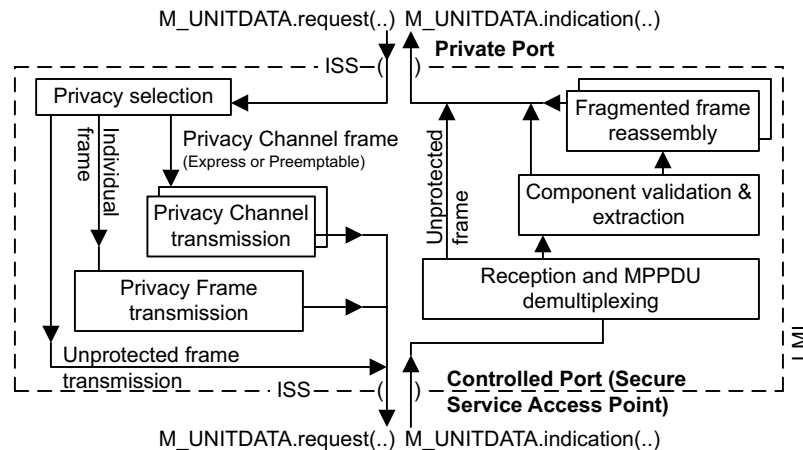 M_UNITDATA.request(..) M_UNITDATA.indication(..)
Private Port
ISS ( )
Privacy selection
Fragmented frame
reassembly
Individual
frame
Privacy Channel frame
(Express or Preemptable)
Unprotected
frame
Component validation &
extraction
Privacy Channel
transmission
Reception and MPPDU
demultiplexing
Privacy Frame
transmission
LMI
Unprotected frame
transmission
ISS ( )
Controlled Port (Secure
Service Access Point)
M_UNITDATA.request(..) M_UNITDATA.indication(..)